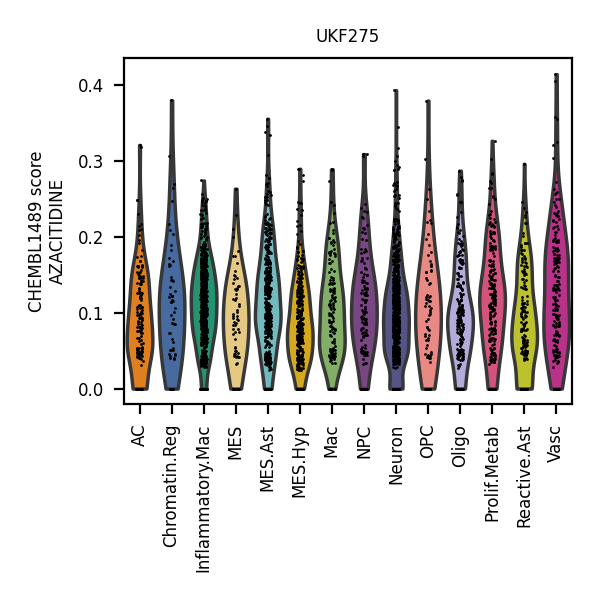 UKF275
CHEMBL1489 score
AZACITIDINE
0.4
0.3
0.2
0.1
0.0
AC
Chromatin.Reg
Inflammatory.Mac
MES
MES.Ast
MES.Hyp
Mac
NPC
Neuron
OPC
Oligo
Prolif.Metab
Reactive.Ast
Vasc